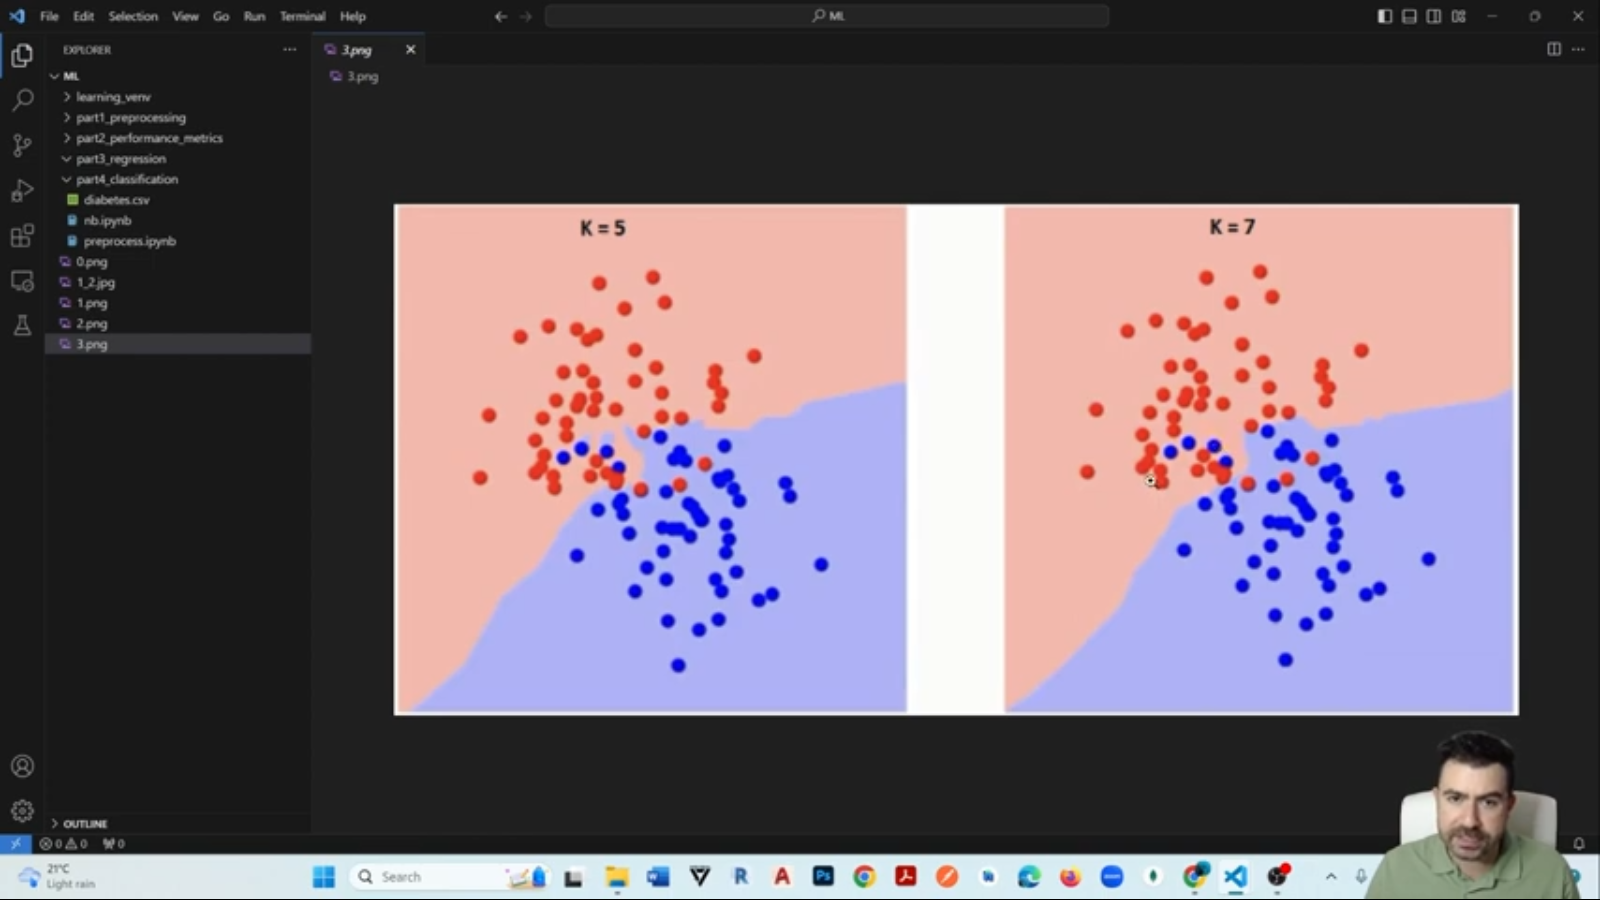 File Edit Selection View Go Run Terminal Help
ML
EXPLORER
3.png
ML
3.png
learning_venv
part1_preprocessing
part2_performance_metrics
part3_regression
part4_classification
diabetes.csv
nb.ipynb
preprocess.ipynb
0.png
1_2.jpg
1.png
2.png
3.png
K = 5
K = 7
OUTLINE
0 0 0
21°C
Light rain
Search
R
A
Ps
zoom